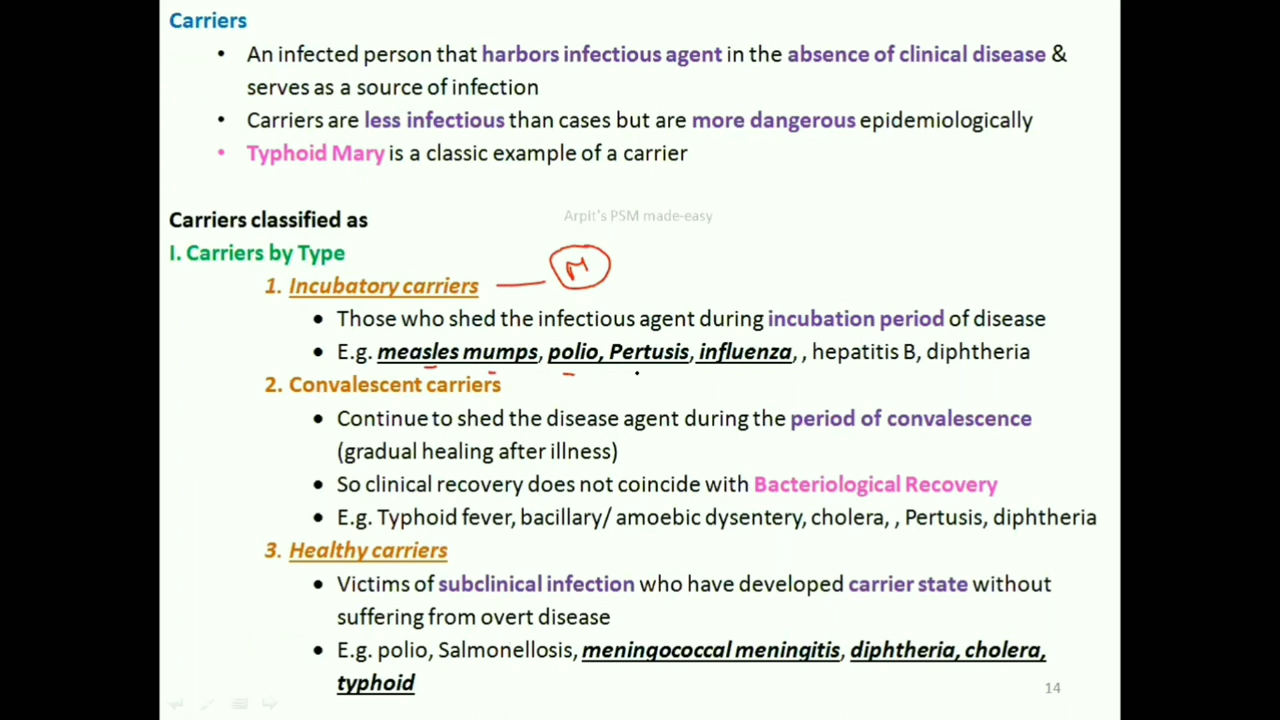 Carriers
• An infected person that harbors infectious agent in the absence of clinical disease &
serves as a source of infection
• Carriers are less infectious than cases but are more dangerous epidemiologically
• Typhoid Mary is a classic example of a carrier
Arpit's PSM made-easy
Carriers classified as
I. Carriers by Type
M
1. Incubatory carriers
• Those who shed the infectious agent during incubation period of disease
• E.g. measles mumps, polio, Pertusis, influenza, , hepatitis B, diphtheria
2. Convalescent carriers
• Continue to shed the disease agent during the period of convalescence
(gradual healing after illness)
• So clinical recovery does not coincide with Bacteriological Recovery
• E.g. Typhoid fever, bacillary/ amoebic dysentery, cholera, , Pertusis, diphtheria
3. Healthy carriers
• Victims of subclinical infection who have developed carrier state without
suffering from overt disease
• E.g. polio, Salmonellosis, meningococcal meningitis, diphtheria, cholera,
typhoid
14